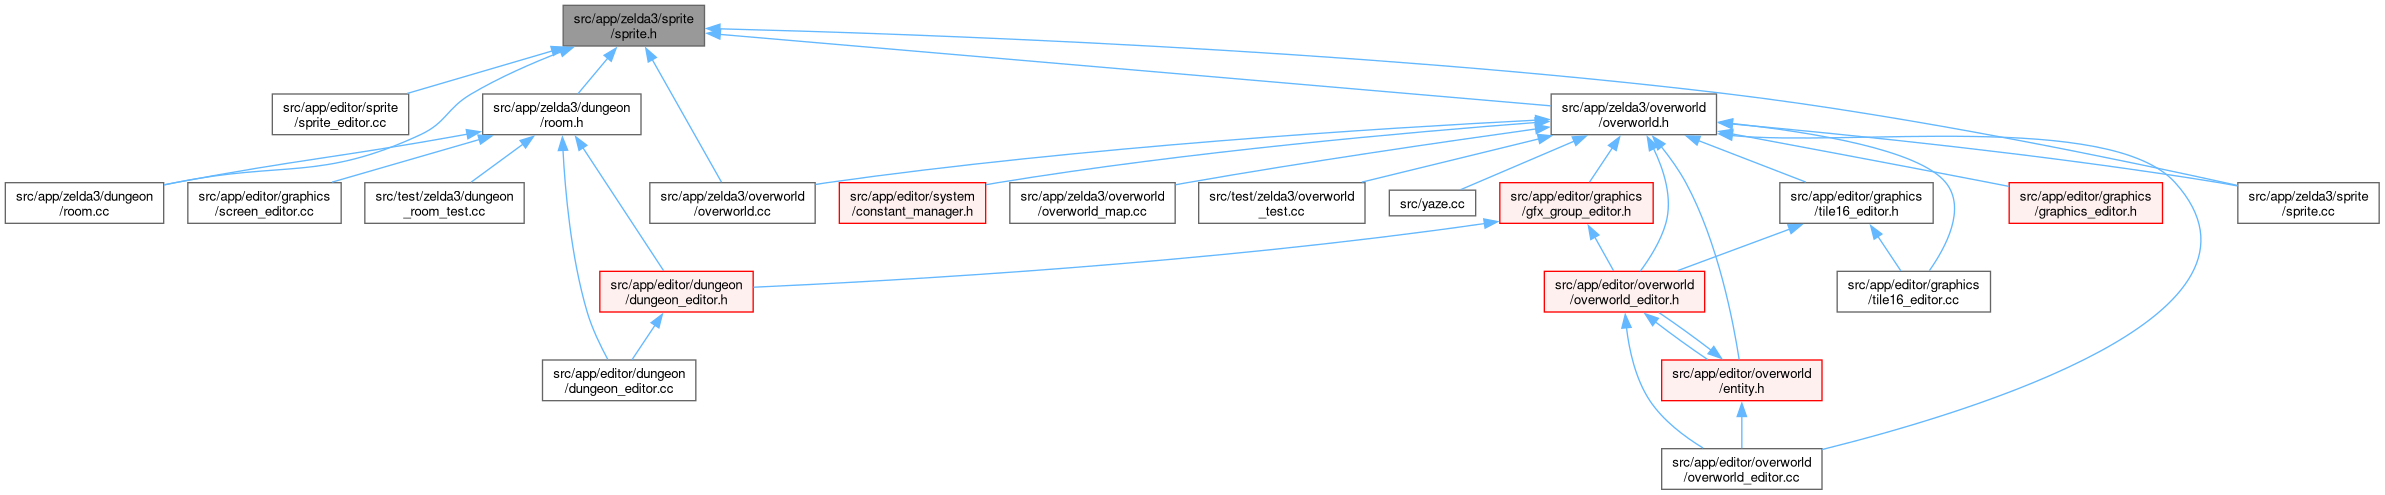 src/app/zelda3/sprite
/sprite.h
src/app/editor/sprite
/sprite_editor.cc
src/app/zelda3/dungeon
/room.h
src/app/zelda3/overworld
/overworld.h
src/app/zelda3/dungeon
/room.cc
src/app/editor/graphics
/screen_editor.cc
src/test/zelda3/dungeon
_room_test.cc
src/app/zelda3/overworld
/overworld.cc
src/app/editor/system
/constant_manager.h
src/app/zelda3/overworld
/overworld_map.cc
src/test/zelda3/overworld
_test.cc
src/yaze.cc
src/app/editor/graphics
/gfx_group_editor.h
src/app/editor/graphics
/tile16_editor.h
src/app/editor/graphics
/graphics_editor.h
src/app/zelda3/sprite
/sprite.cc
src/app/editor/dungeon
/dungeon_editor.h
src/app/editor/overworld
/overworld_editor.h
src/app/editor/graphics
/tile16_editor.cc
src/app/editor/dungeon
/dungeon_editor.cc
src/app/editor/overworld
/entity.h
src/app/editor/overworld
/overworld_editor.cc